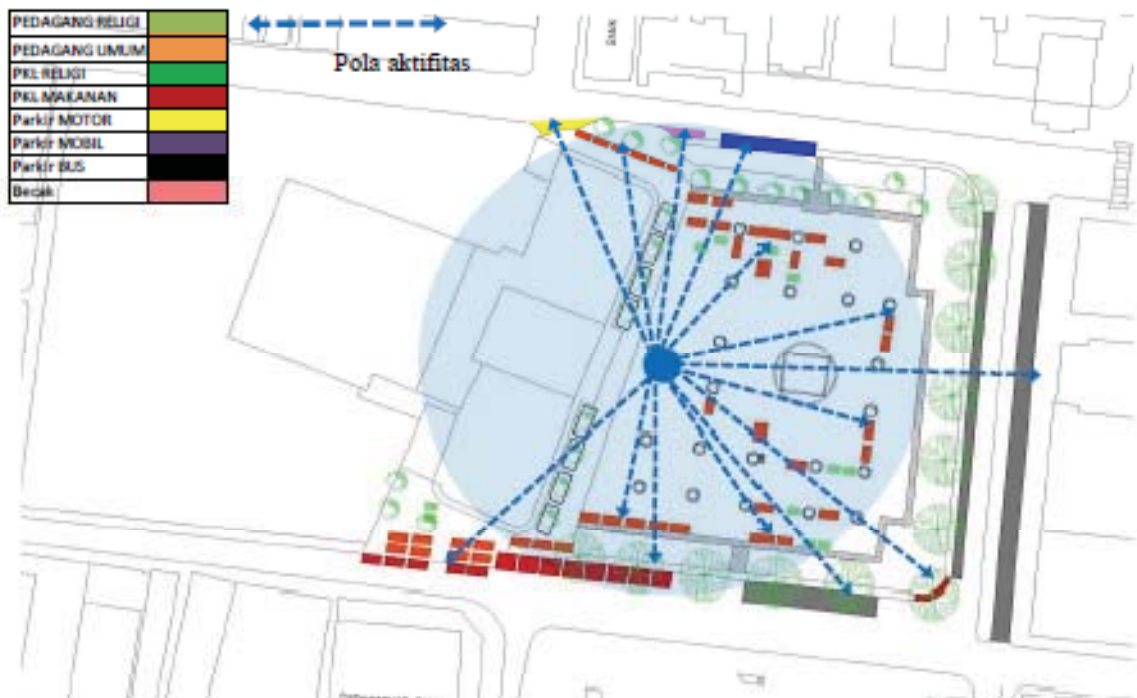 PEDAGANG RELIGI
PEDAGANG UMUM
PKL RELIGI
PKL MAKANAN
Parkir MOTOR
Parkir MOBIL
Parkir BUS
Becak
Pola aktifitas